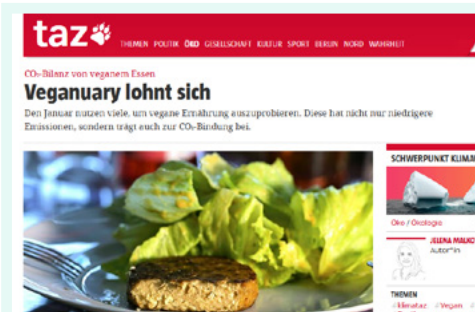 taz
THEMEN POLITIK ÖKO GESELLSCHAFT KULTUR SPORT BERLIN NORD WAHRHEIT
CO₂-Bilanz von veganem Essen
Veganuary lohnt sich
Den Januar nutzen viele, um vegane Ernährung auszuprobieren. Diese hat nicht nur niedrigere
Emissionen, sondern trägt auch zur CO₂-Bindung bei.
SCHWERPUNKT KLIMA
Öko / Ökologie
JELENA
Autor*in
THEMEN
#klimataz #Vegan